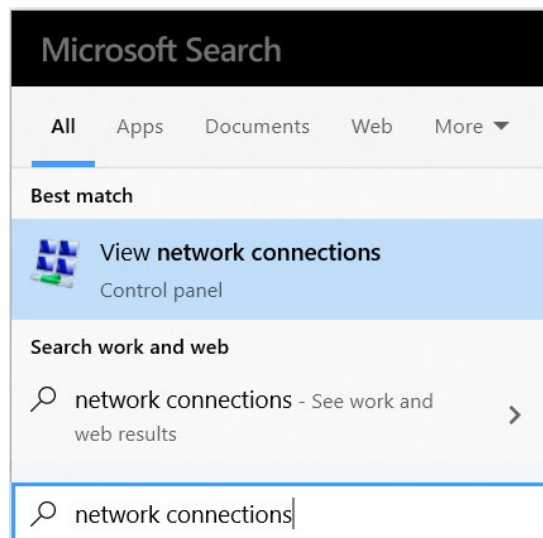 Microsoft Search
All Apps Documents Web More
Best match
View network connections
Control panel
Search work and web
network connections - See work and
web results
network connections